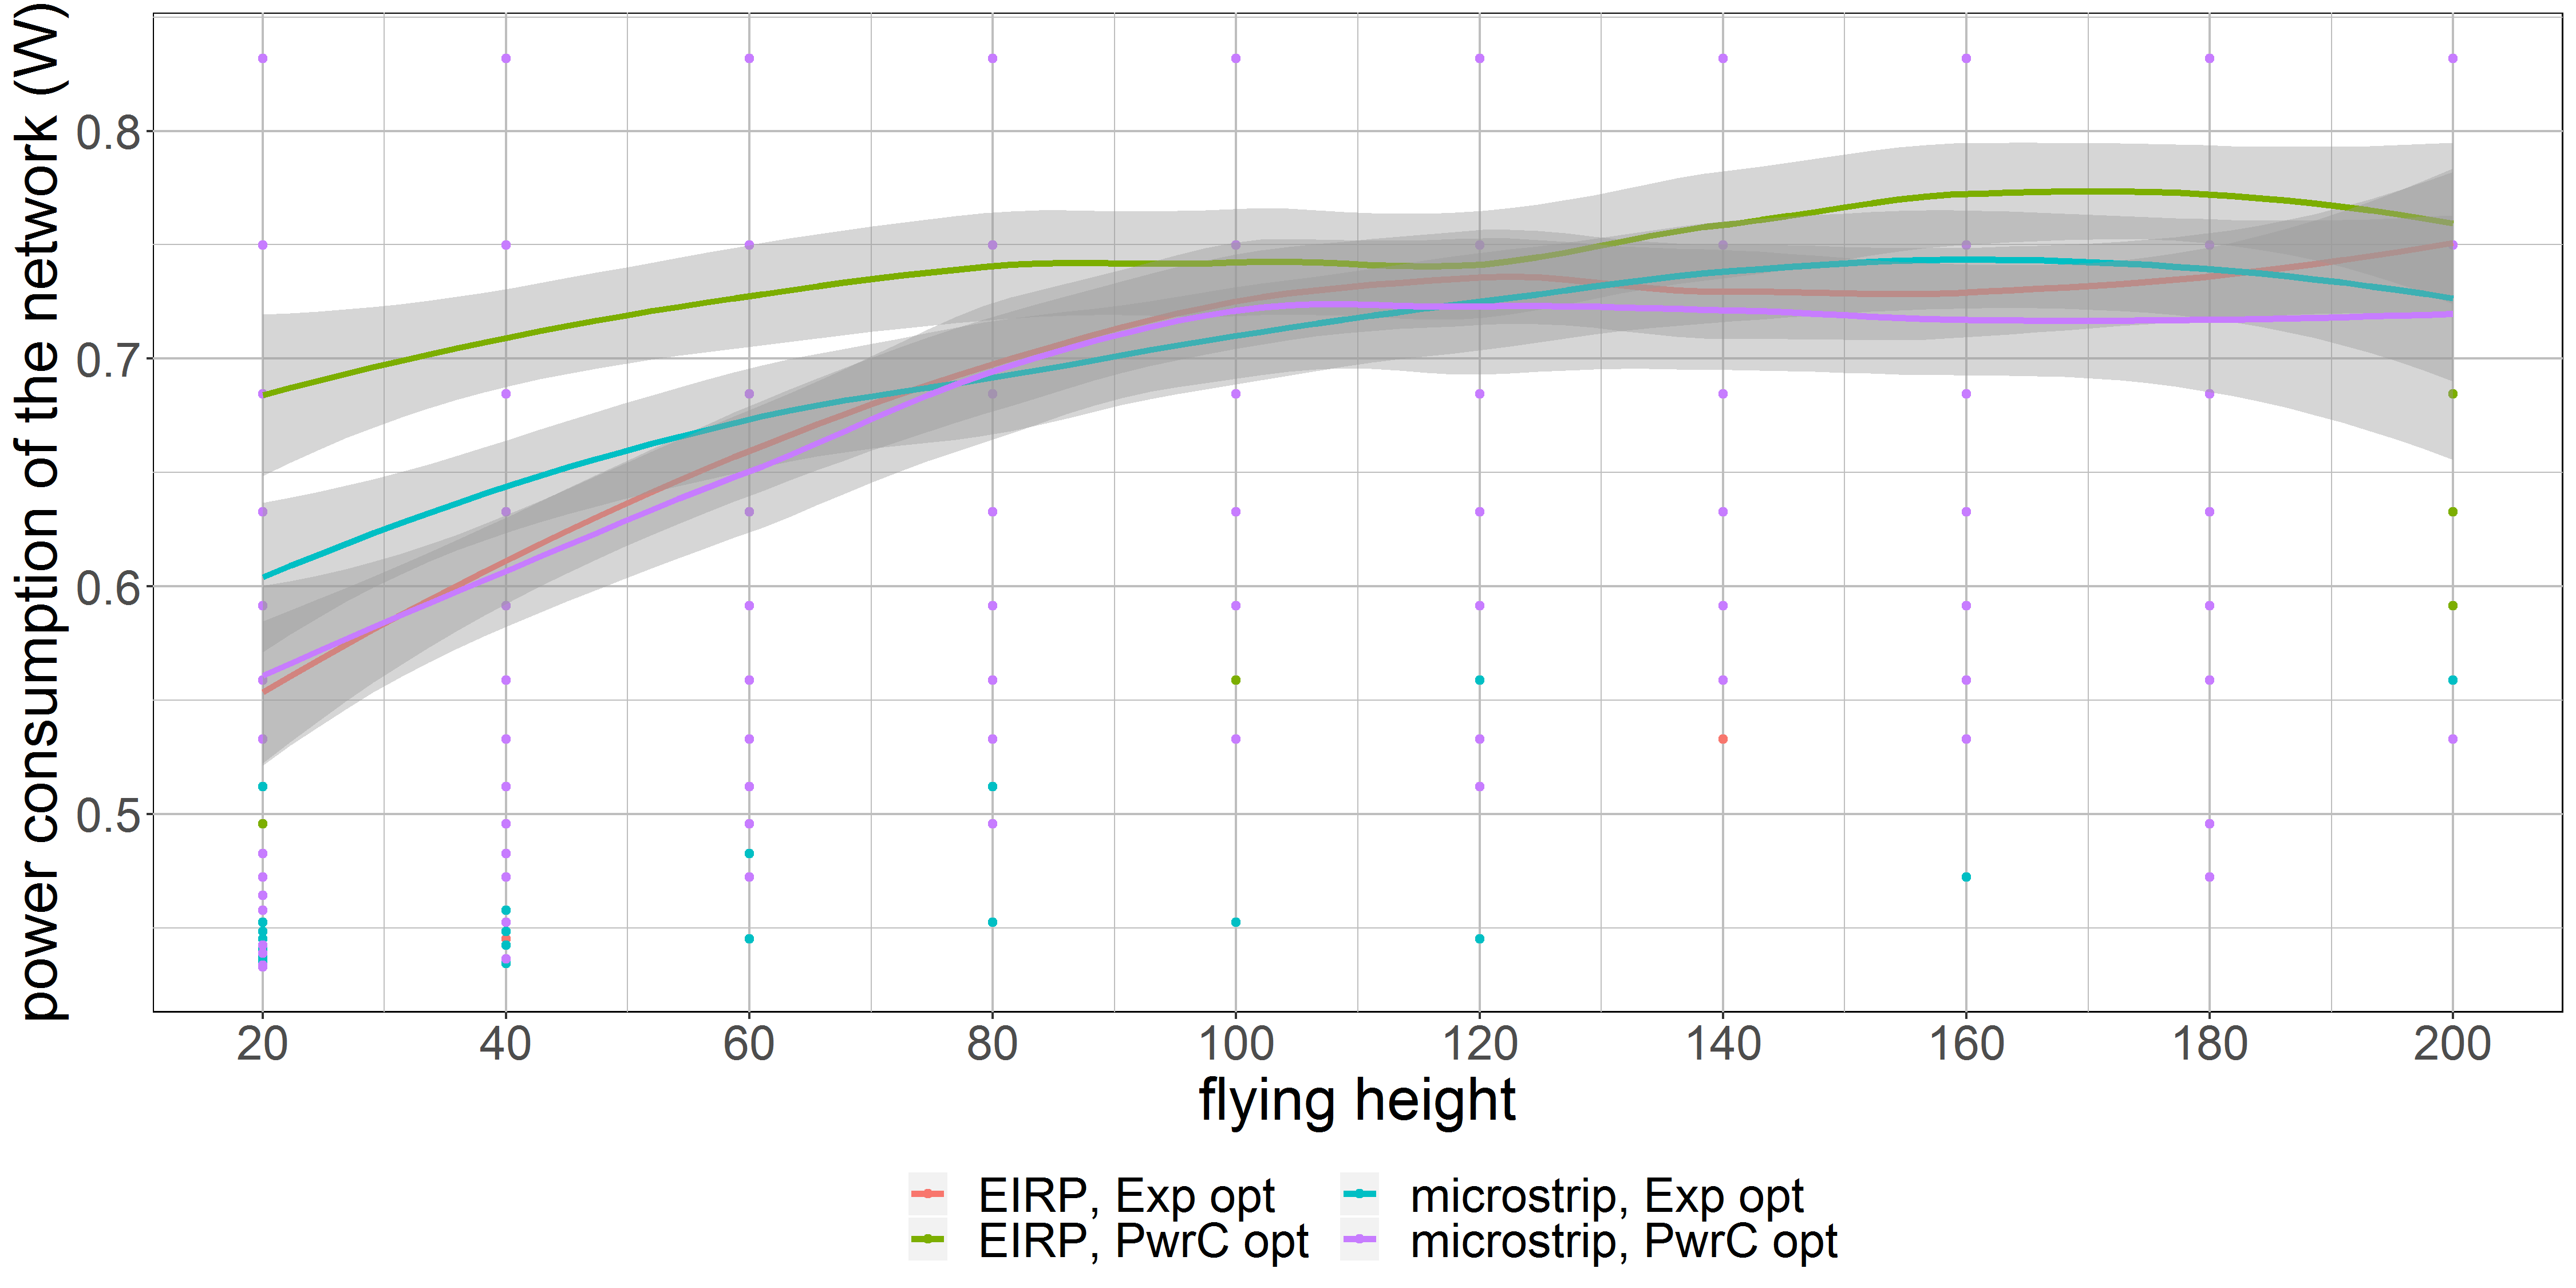 power consumption of the network (W)
0.8
0.7
0.6
0.5
20 40 60 80 100 120 140 160 180 200
flying height
EIRP, Exp opt microstrip, Exp opt
EIRP, PwrC opt microstrip, PwrC opt